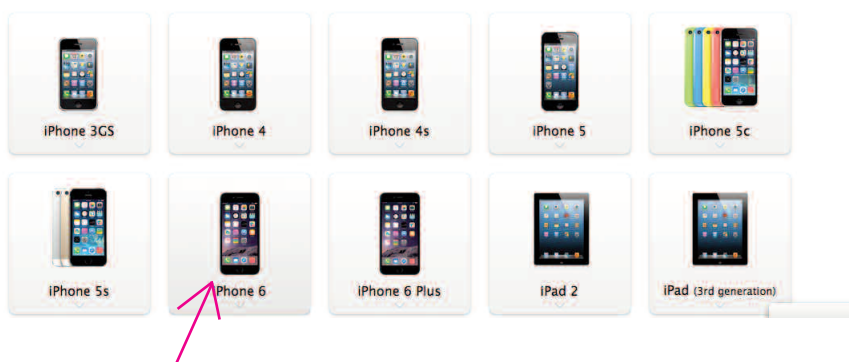 iPhone 3GS
iPhone 4
iPhone 4s
iPhone 5
iPhone 5c
iPhone 5s
iPhone 6
iPhone 6 Plus
iPad 2
iPad (3rd generation)